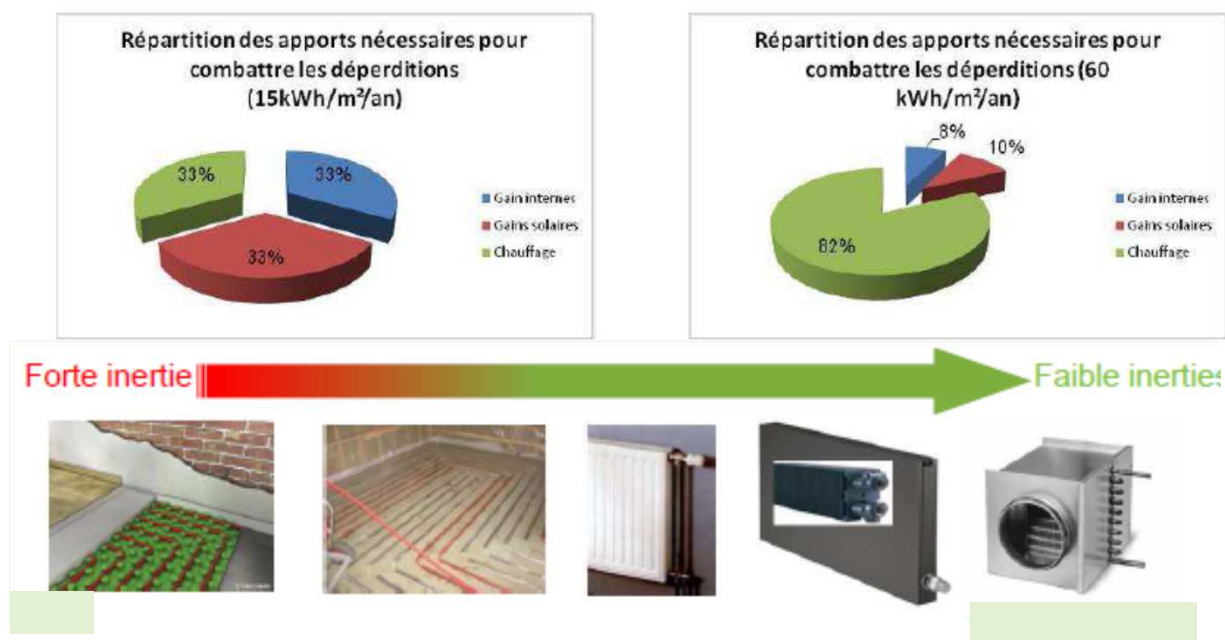 Répartition des apports nécessaires pour
combattre les déperditions
(15kWh/m²/an)
33%
33%
33%
Gain internes
Gains solaires
Chauffage
Répartition des apports nécessaires pour
combattre les déperditions (60
kWh/m²/an)
8%
10%
82%
Gain internes
Gains solaires
Chauffage
Forte inertie
Faible inerties